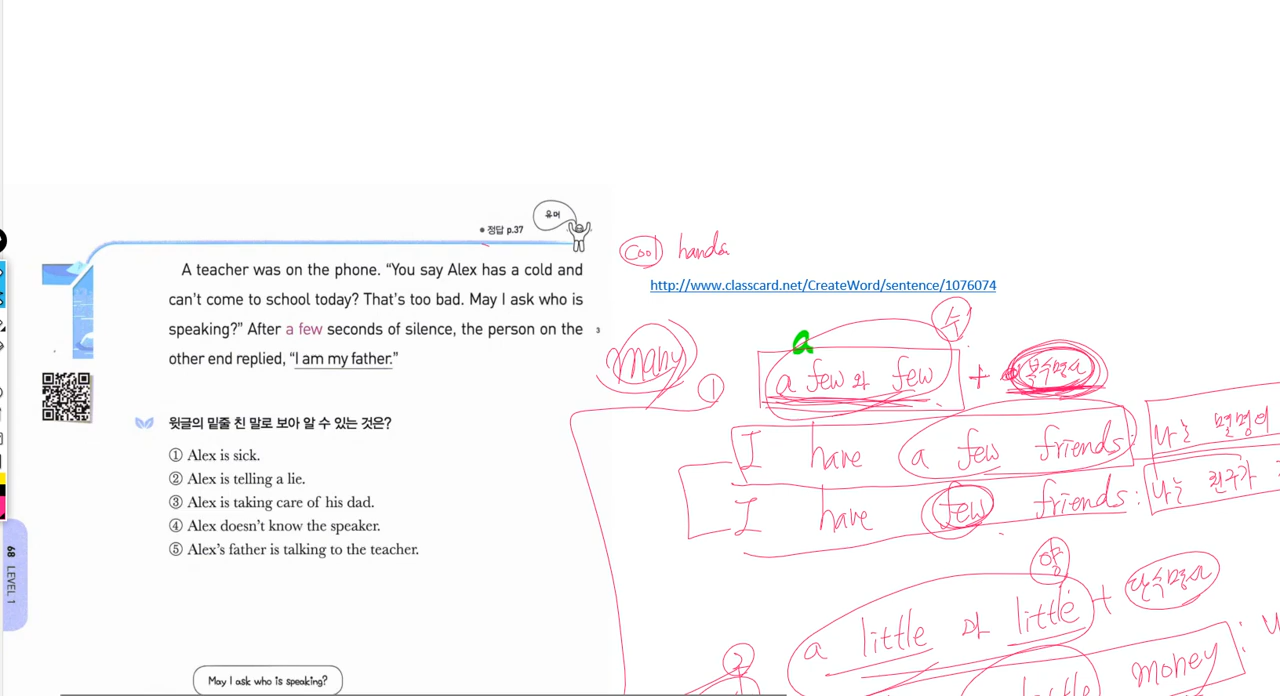 유머
정답 p.37
A teacher was on the phone. “You say Alex has a cold and
can’t come to school today? That’s too bad. May I ask who is
speaking?” After a few seconds of silence, the person on the
3
other end replied, “I am my father.”
윗글의 밑줄 친 말로 보아 알 수 있는 것은?
① Alex is sick.
② Alex is telling a lie.
③ Alex is taking care of his dad.
④ Alex doesn’t know the speaker.
⑤ Alex’s father is talking to the teacher.
68 LEVEL 1
May I ask who is speaking?
cool hands
http://www.classcard.net/CreateWord/sentence/1076074
many
① a few와 few + 복수명사
수
a
I have a few friends : 나는 몇명의
I have few friends : 나는 친구가
양
② a little 과 little + 단수명사
money :